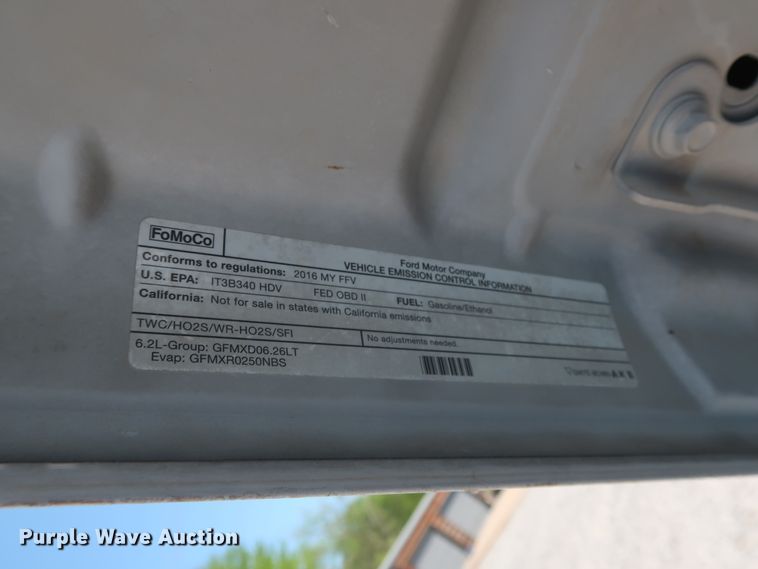 FoMoCo
Ford Motor Company
VEHICLE EMISSION CONTROL INFORMATION
Conforms to regulations: 2016 MY FFV
U.S. EPA: IT3B340 HDV FED OBD II FUEL: Gasoline/Ethanol
California: Not for sale in states with California emissions
TWC/HO2S/WR-HO2S/SFI
No adjustments needed.
6.2L-Group: GFMXD06.26LT
Evap: GFMXR0250NBS
Purple Wave Auction